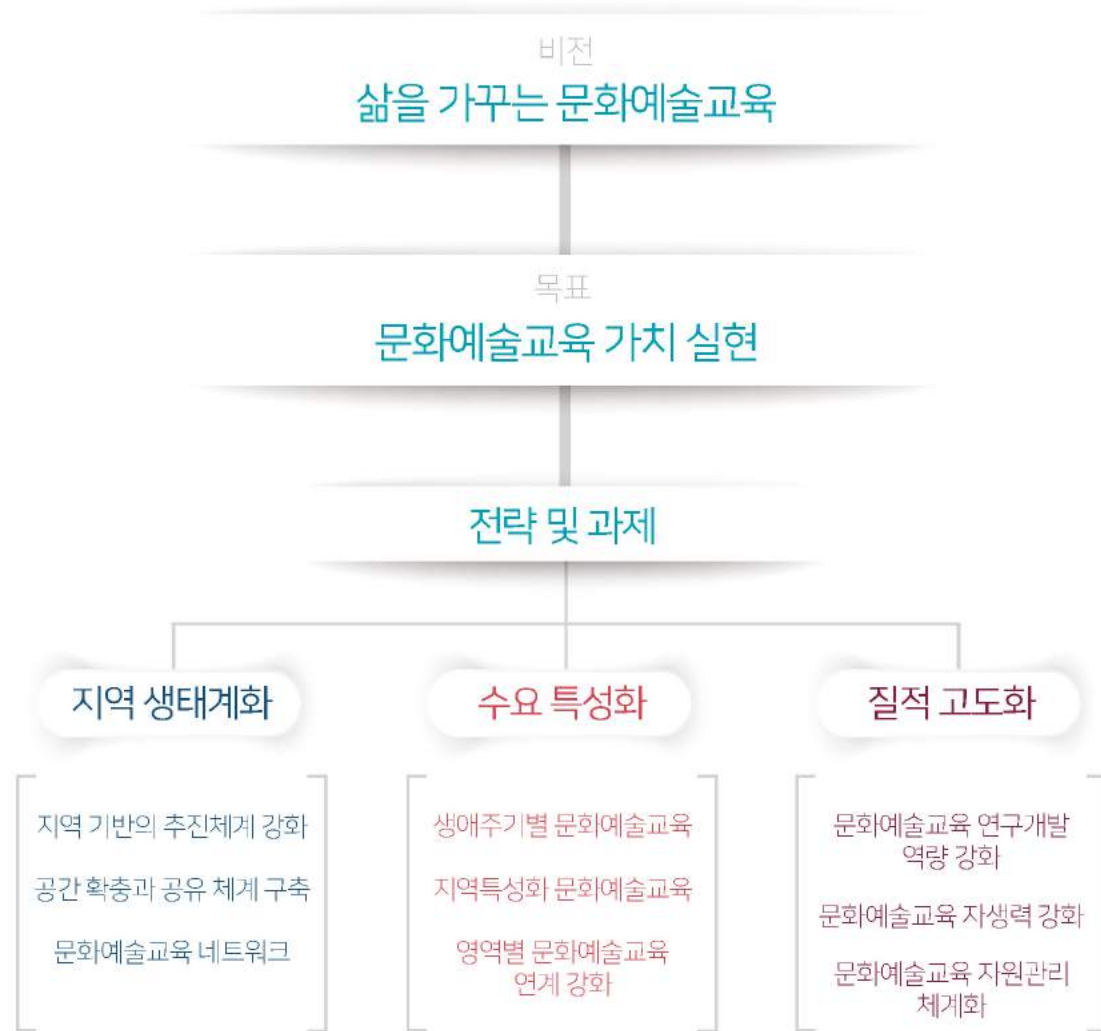 비전
삶을 가꾸는 문화예술교육
목표
문화예술교육 가치 실현
전략 및 과제
지역 생태계화
지역 기반의 추진체계 강화
공간 확충과 공유 체계 구축
문화예술교육 네트워크
수요 특성화
생애주기별 문화예술교육
지역특성화 문화예술교육
영역별 문화예술교육
연계 강화
질적 고도화
문화예술교육 연구개발
역량 강화
문화예술교육 자생력 강화
문화예술교육 자원관리
체계화